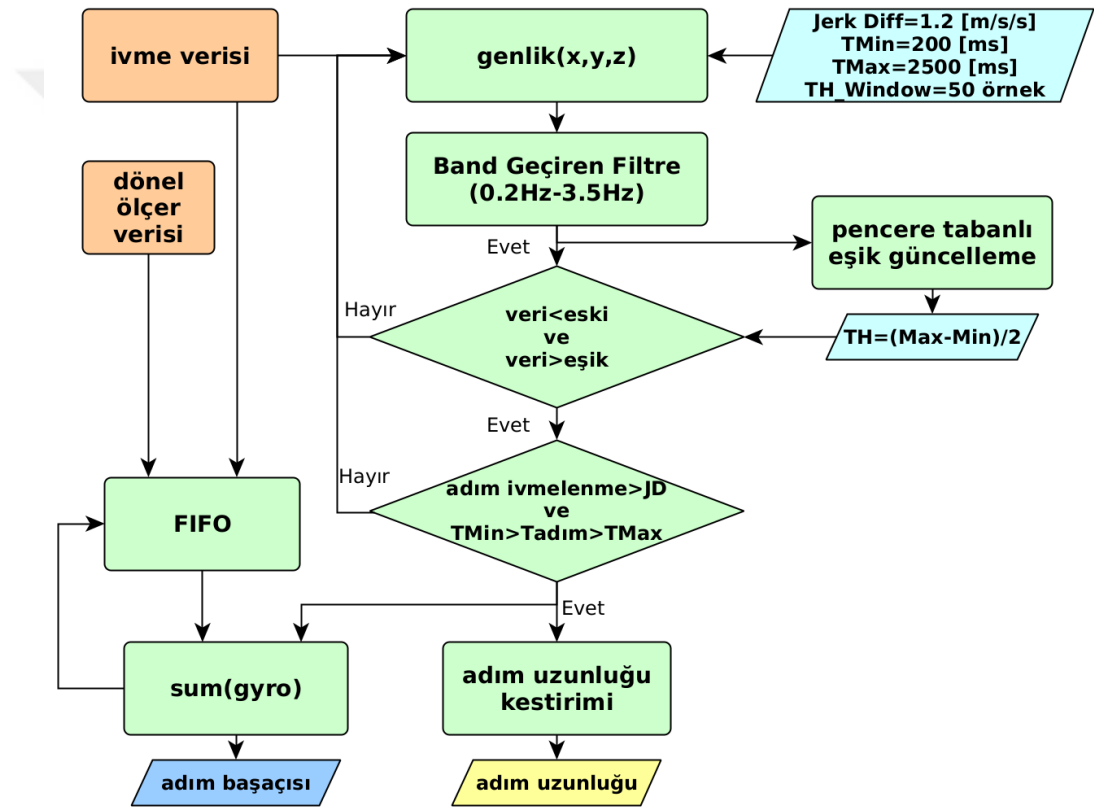 ivme verisi
genlik(x,y,z)
Jerk Diff=1.2 [m/s/s]
TMin=200 [ms]
TMax=2500 [ms]
TH_Window=50 örnek
Band Geçiren Filtre
(0.2Hz-3.5Hz)
dönel
ölçer
verisi
pencere tabanlı
eşik güncelleme
Evet
Hayır
veri<eski
ve
veri>eşik
TH=(Max-Min)/2
Evet
Hayır
adım ivmelenme>JD
ve
TMin>Tadım>TMax
FIFO
Evet
sum(gyro)
adım uzunluğu
kestirimi
adım başaçısı
adım uzunluğu